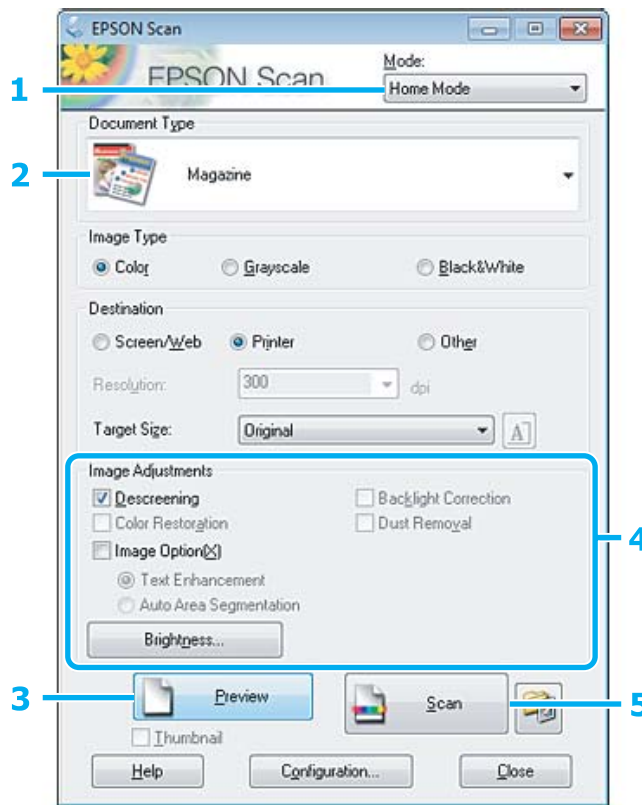 EPSON Scan
EPSON Scan
Mode:
1
Home Mode
Document Type
2
Magazine
Image Type
Color
Grayscale
Black&White
Destination
Screen/Web
Printer
Other
Resolution:
300
dpi
Target Size:
Original
A
Image Adjustments
Descreening
Backlight Correction
Color Restoration
Dust Removal
4
Image Option(X)
Text Enhancement
Auto Area Segmentation
Brightness...
3
Preview
Scan
5
Thumbnail
Help
Configuration...
Close